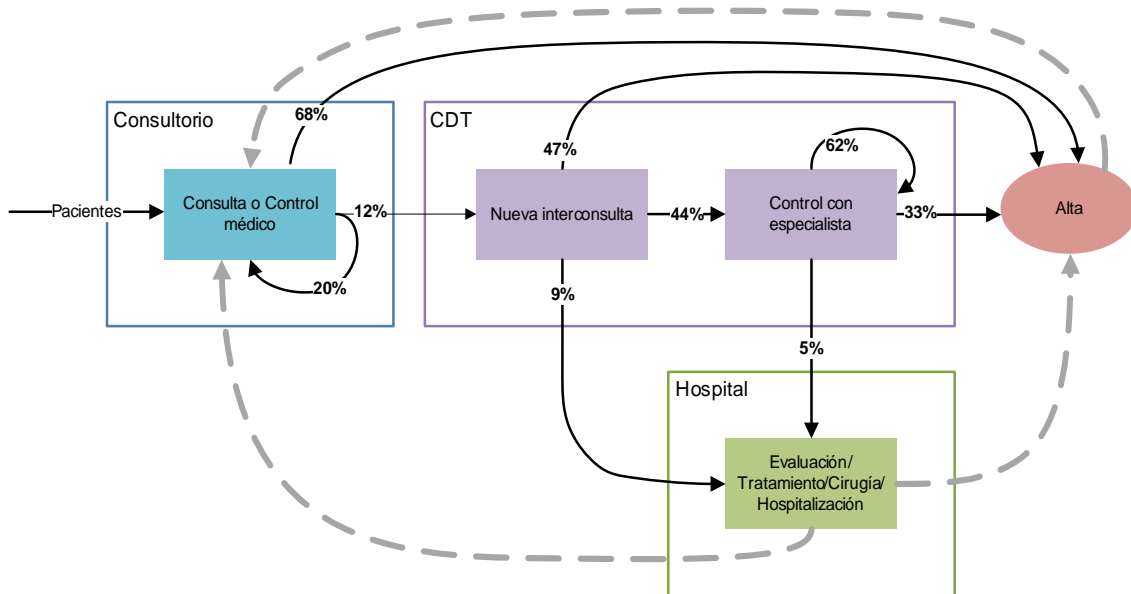 Consultorio
CDT
68%
47%
62%
Pacientes
Consulta o Control
médico
12%
Nueva interconsulta
44%
Control con
especialista
33%
Alta
20%
9%
5%
Hospital
Evaluación/
Tratamiento/Cirugía/
Hospitalización